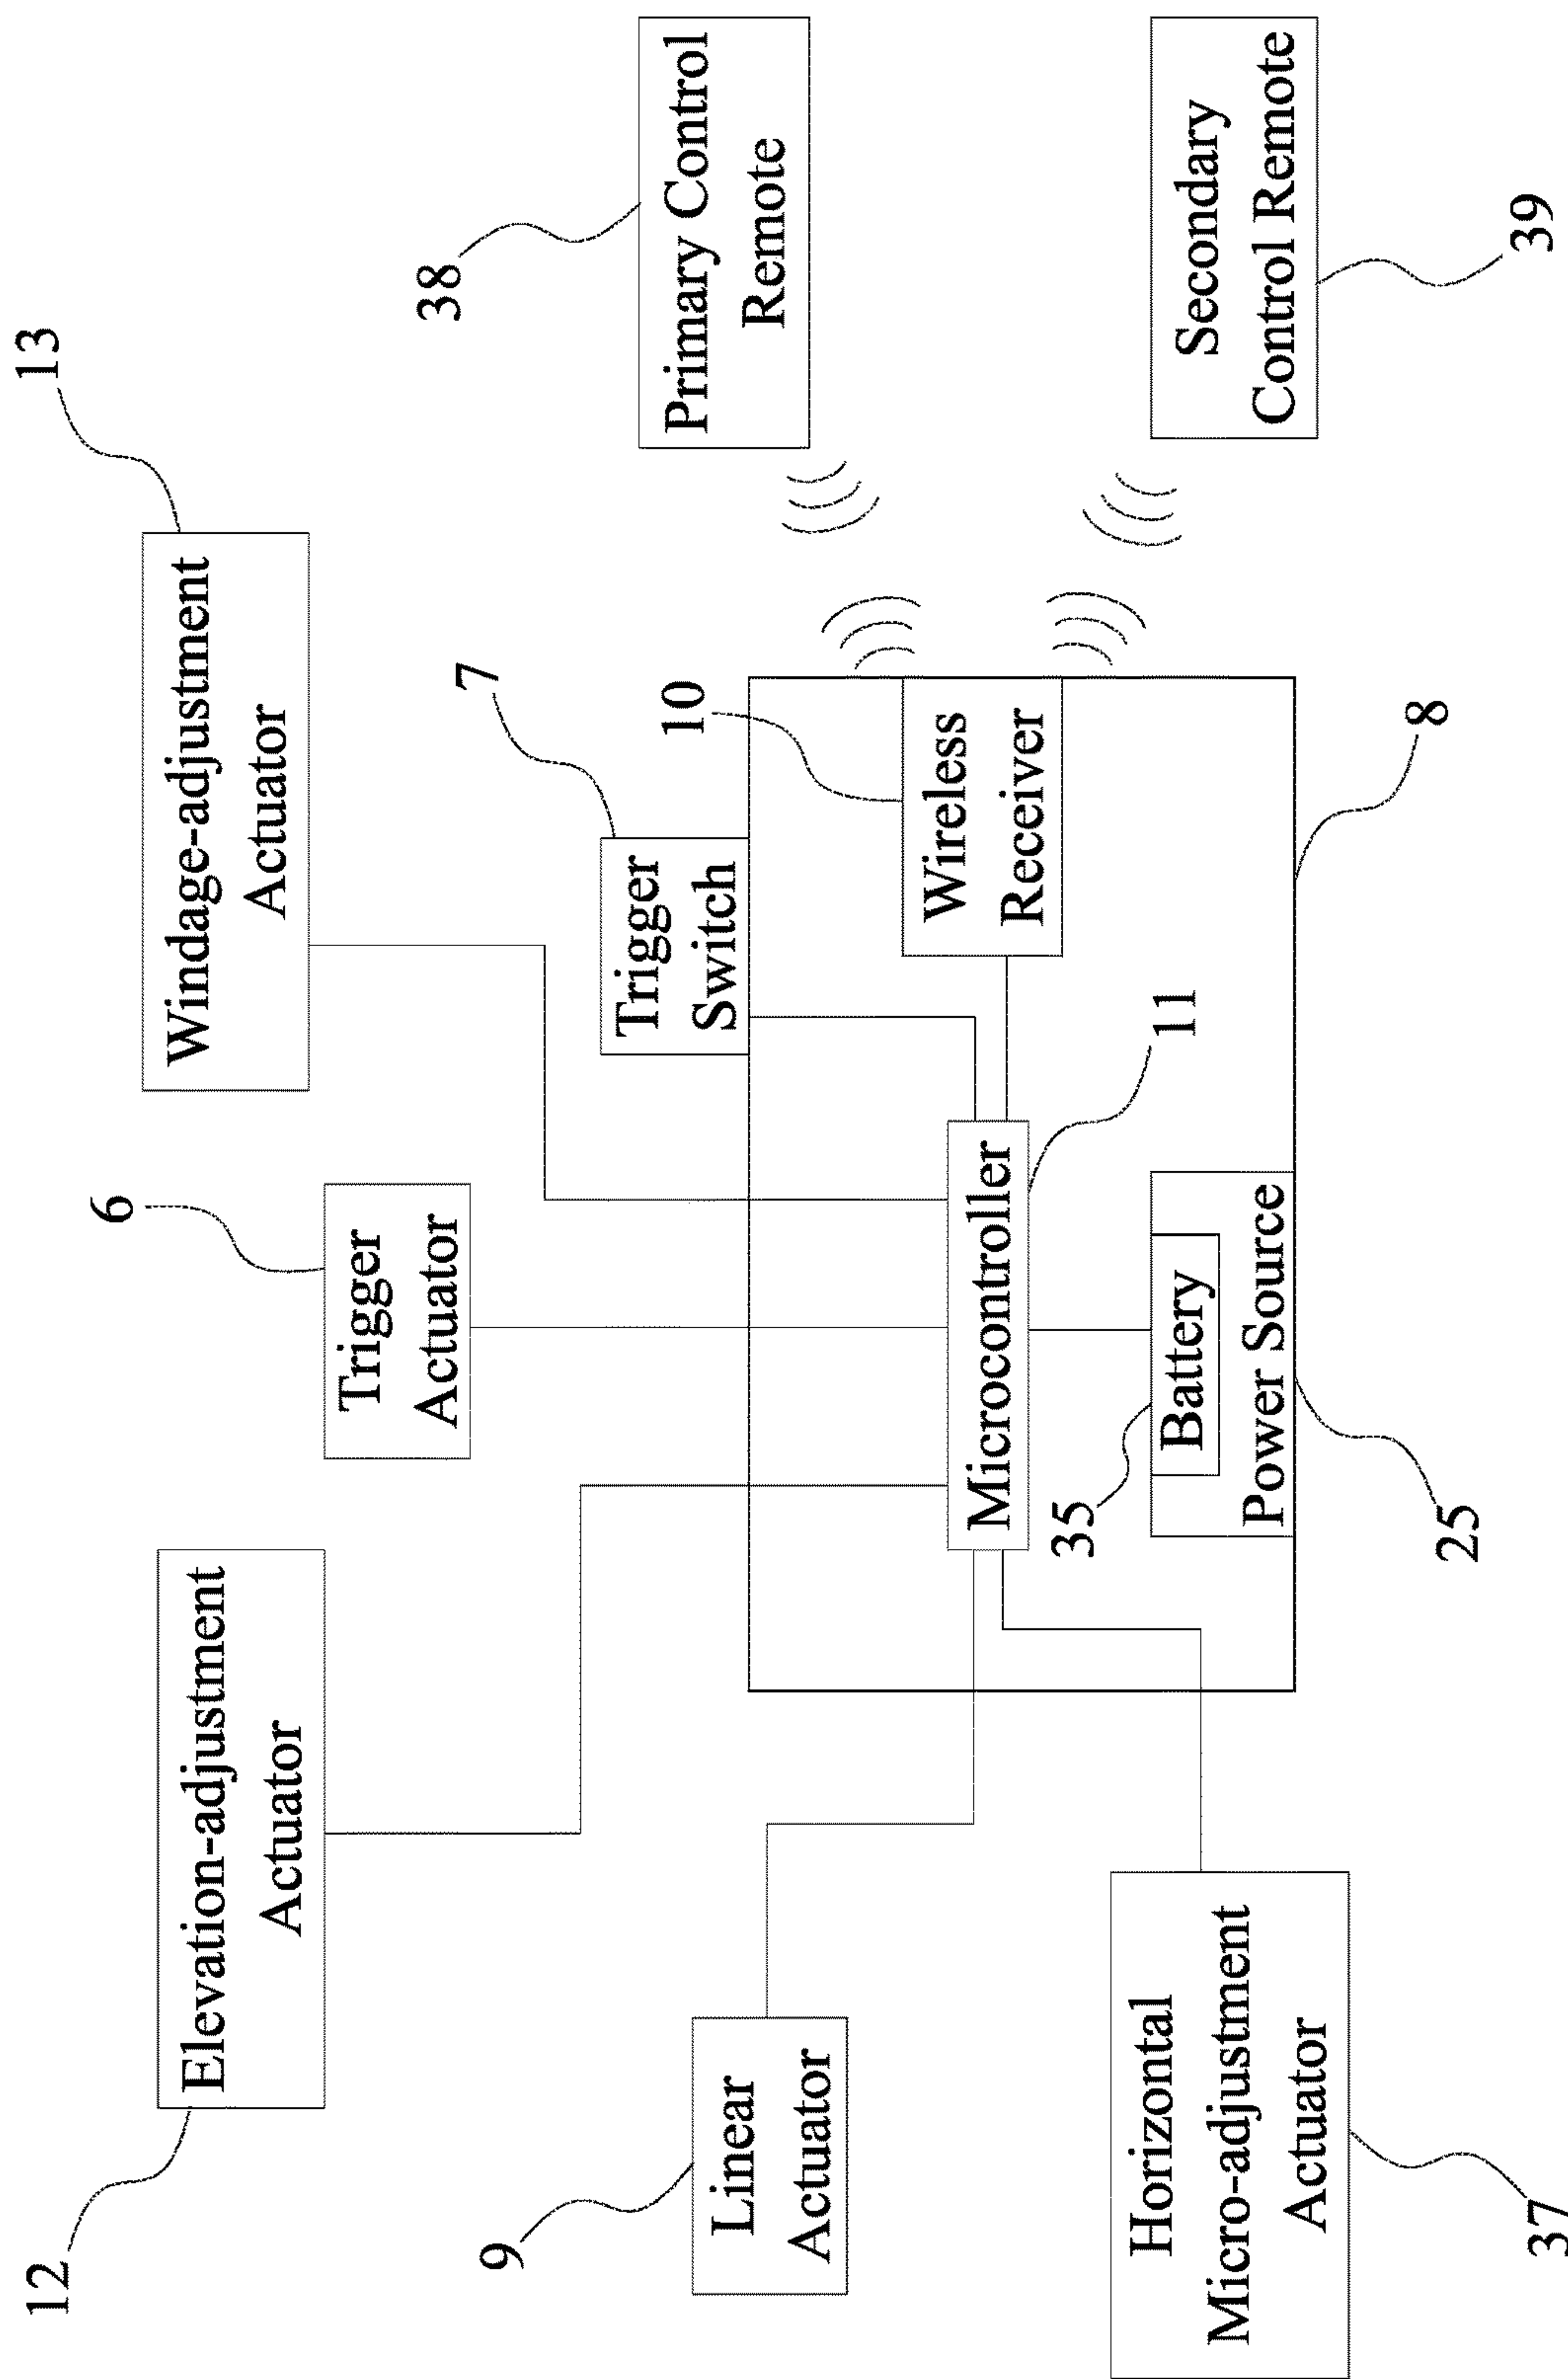 12
Elevation-adjustment
Actuator
6
Trigger
Actuator
13
Windage-adjustment
Actuator
9
Linear
Actuator
7
Trigger
Switch
38
Primary Control
Remote
10
Wireless
Receiver
Microcontroller
11
35
Battery
Power Source
25
8
Horizontal
Micro-adjustment
Actuator
37
Secondary
Control Remote
39